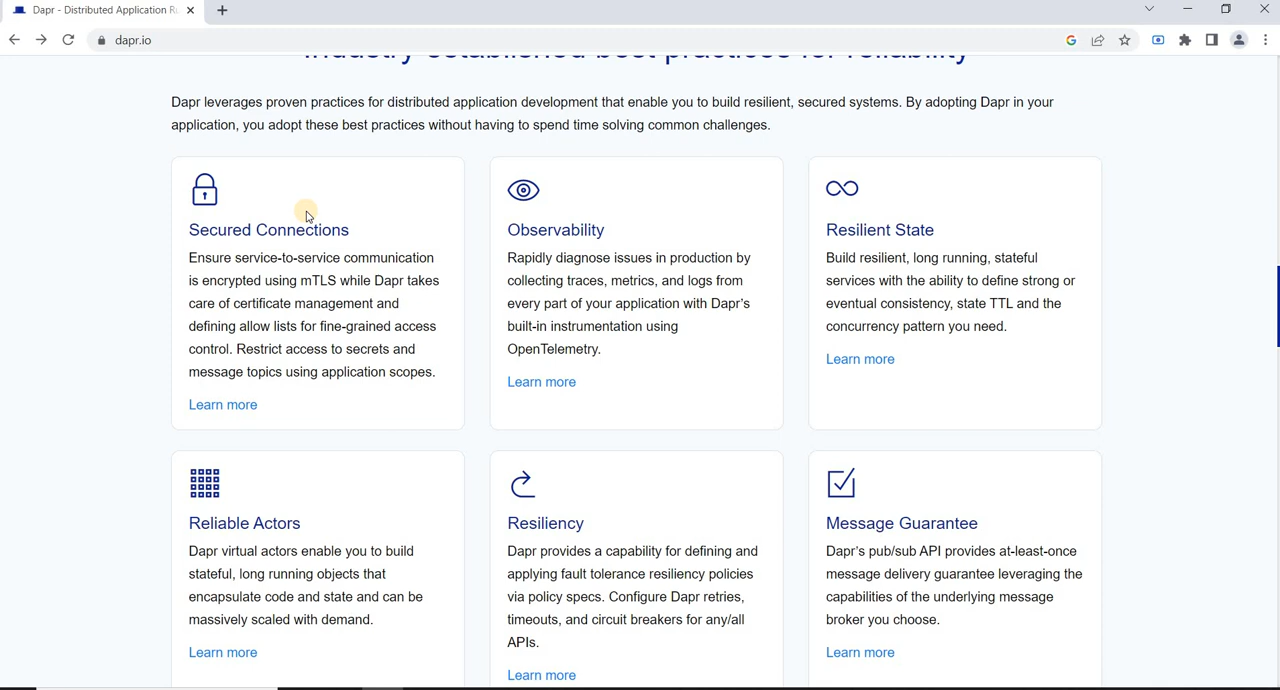 Dapr - Distributed Application Ru
dapr.io
Industry-established best practices for reliability
Dapr leverages proven practices for distributed application development that enable you to build resilient, secured systems. By adopting Dapr in your
application, you adopt these best practices without having to spend time solving common challenges.
Secured Connections
Ensure service-to-service communication
is encrypted using mTLS while Dapr takes
care of certificate management and
defining allow lists for fine-grained access
control. Restrict access to secrets and
message topics using application scopes.
Learn more
Observability
Rapidly diagnose issues in production by
collecting traces, metrics, and logs from
every part of your application with Dapr's
built-in instrumentation using
OpenTelemetry.
Learn more
Resilient State
Build resilient, long running, stateful
services with the ability to define strong or
eventual consistency, state TTL and the
concurrency pattern you need.
Learn more
Reliable Actors
Dapr virtual actors enable you to build
stateful, long running objects that
encapsulate code and state and can be
massively scaled with demand.
Learn more
Resiliency
Dapr provides a capability for defining and
applying fault tolerance resiliency policies
via policy specs. Configure Dapr retries,
timeouts, and circuit breakers for any/all
APIs.
Learn more
Message Guarantee
Dapr's pub/sub API provides at-least-once
message delivery guarantee leveraging the
capabilities of the underlying message
broker you choose.
Learn more